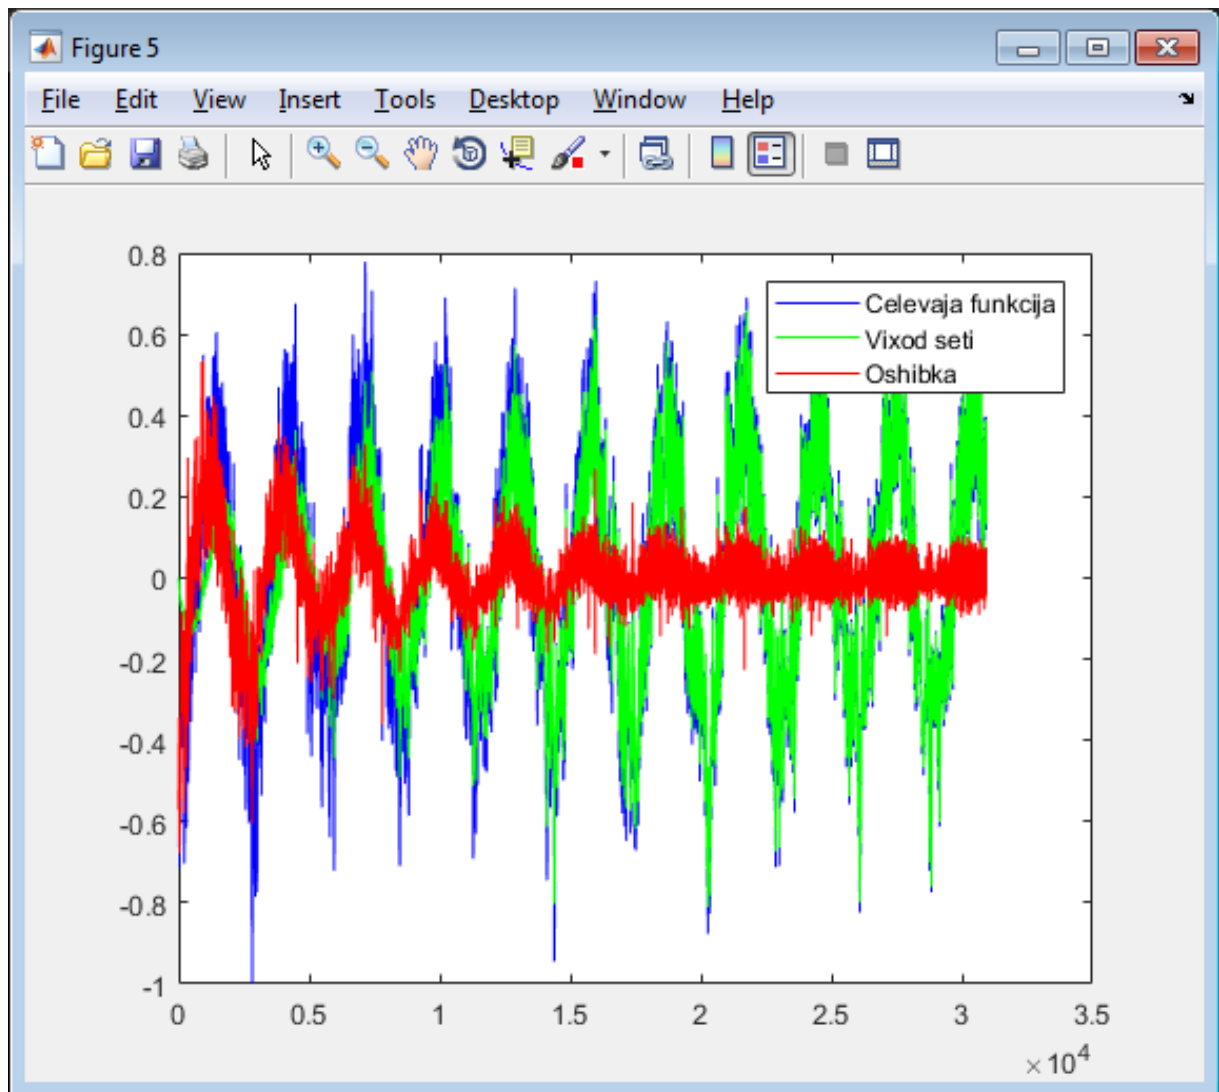 Figure 5
File Edit View Insert Tools Desktop Window Help
0.8
0.6
0.4
0.2
0
-0.2
-0.4
-0.6
-0.8
-1
Celevaja funkcija
Vixod seti
Oshibka
0 0.5 1 1.5 2 2.5 3 3.5
× 10⁴